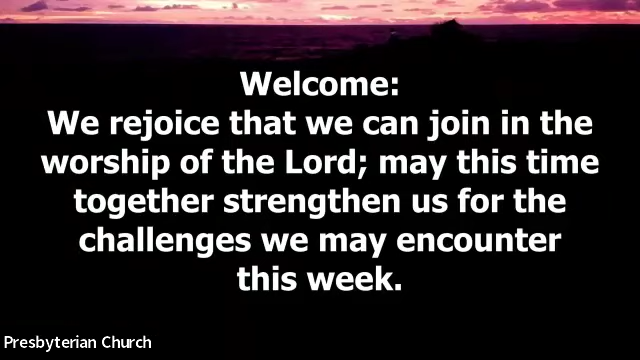 Welcome:
We rejoice that we can join in the
worship of the Lord; may this time
together strengthen us for the
challenges we may encounter
this week.
Presbyterian Church